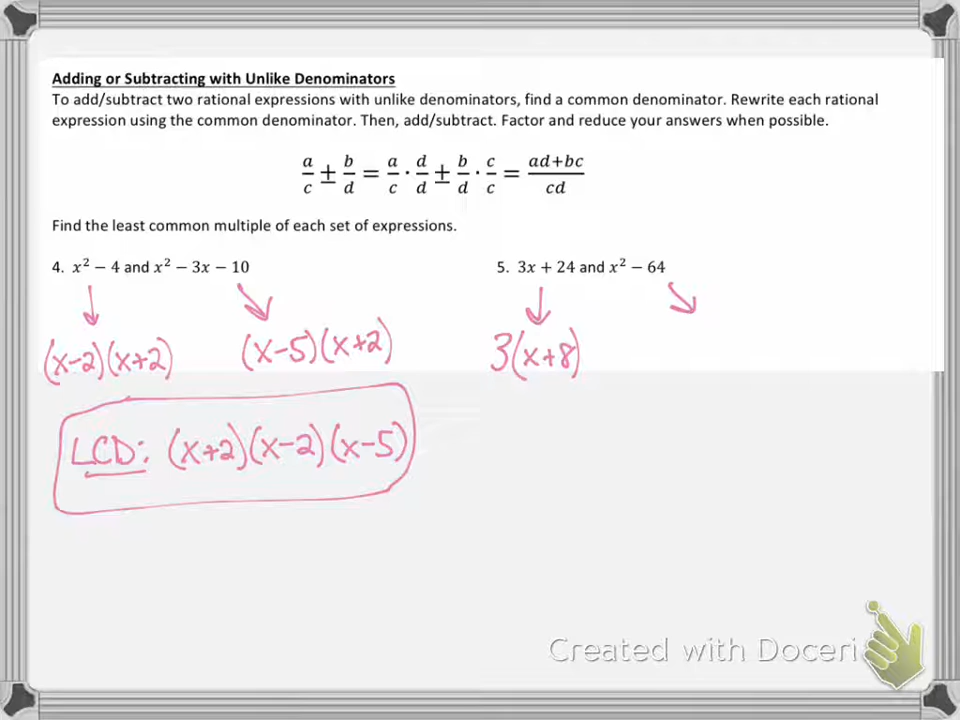 Adding or Subtracting with Unlike Denominators
To add/subtract two rational expressions with unlike denominators, find a common denominator. Rewrite each rational
expression using the common denominator. Then, add/subtract. Factor and reduce your answers when possible.
a/c ± b/d = a/c · d/d ± b/d · c/c = ad+bc/cd
Find the least common multiple of each set of expressions.
4. x² − 4 and x² − 3x − 10
5. 3x + 24 and x² − 64
(x-2)(x+2)
(x-5)(x+2)
3(x+8)
LCD: (x+2)(x-2)(x-5)
Created with Doceri